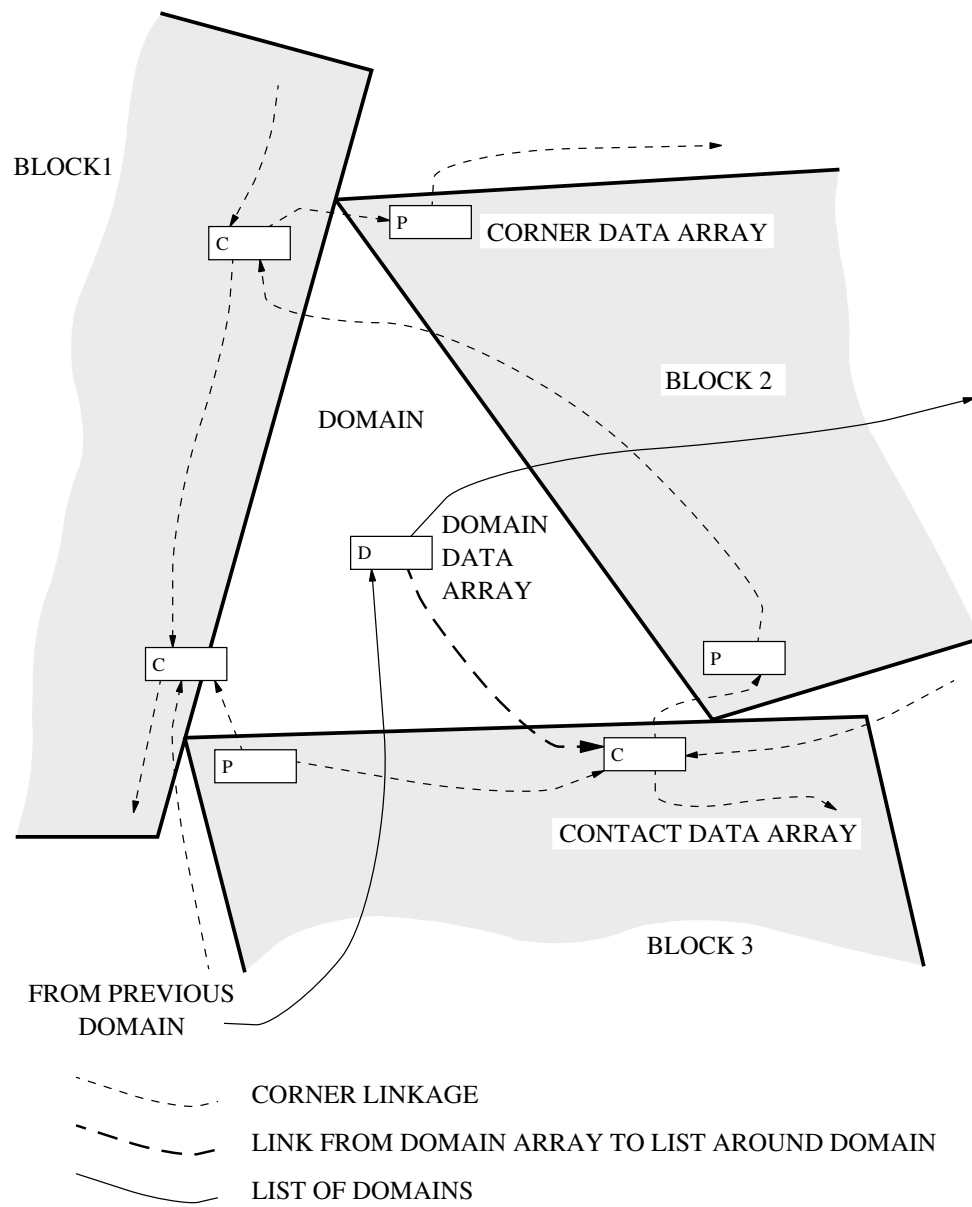 BLOCK1
P
CORNER DATA ARRAY
C
BLOCK 2
DOMAIN
D
DOMAIN
DATA
ARRAY
C
P
P
C
CONTACT DATA ARRAY
BLOCK 3
FROM PREVIOUS
DOMAIN
CORNER LINKAGE
LINK FROM DOMAIN ARRAY TO LIST AROUND DOMAIN
LIST OF DOMAINS